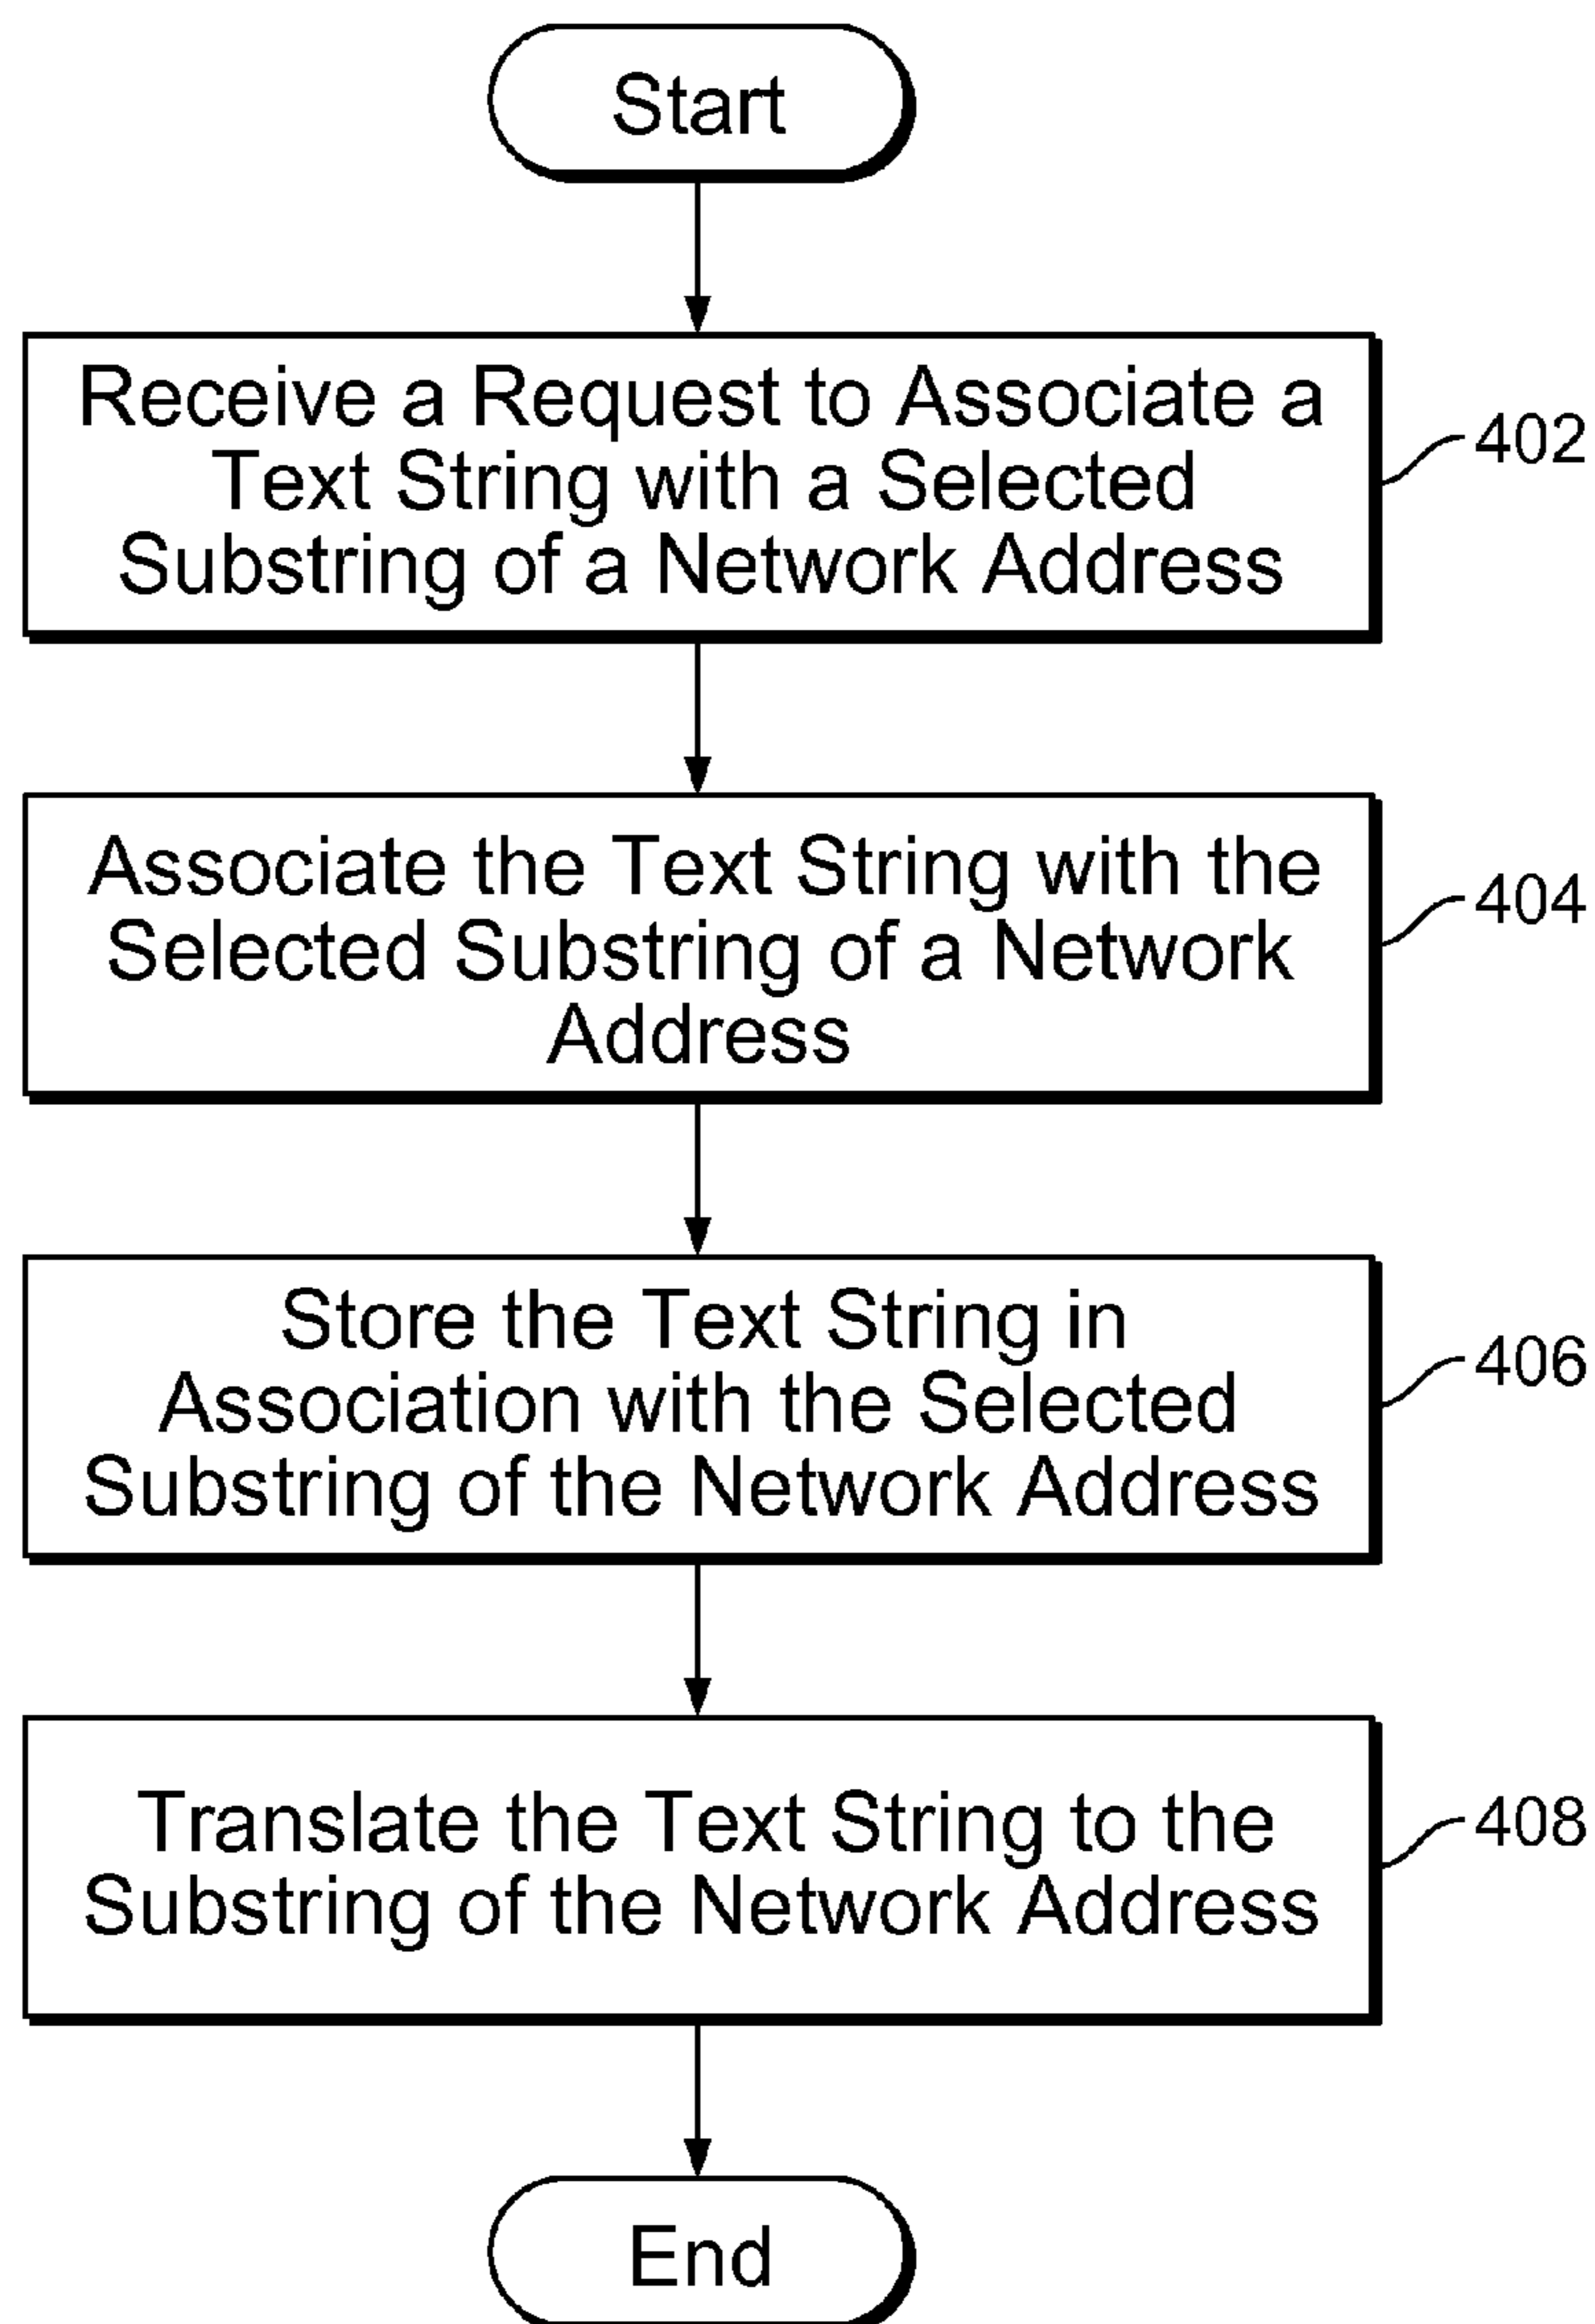 Start
Receive a Request to Associate a
Text String with a Selected
Substring of a Network Address
402
Associate the Text String with the
Selected Substring of a Network
Address
404
Store the Text String in
Association with the Selected
Substring of the Network Address
406
Translate the Text String to the
Substring of the Network Address
408
End